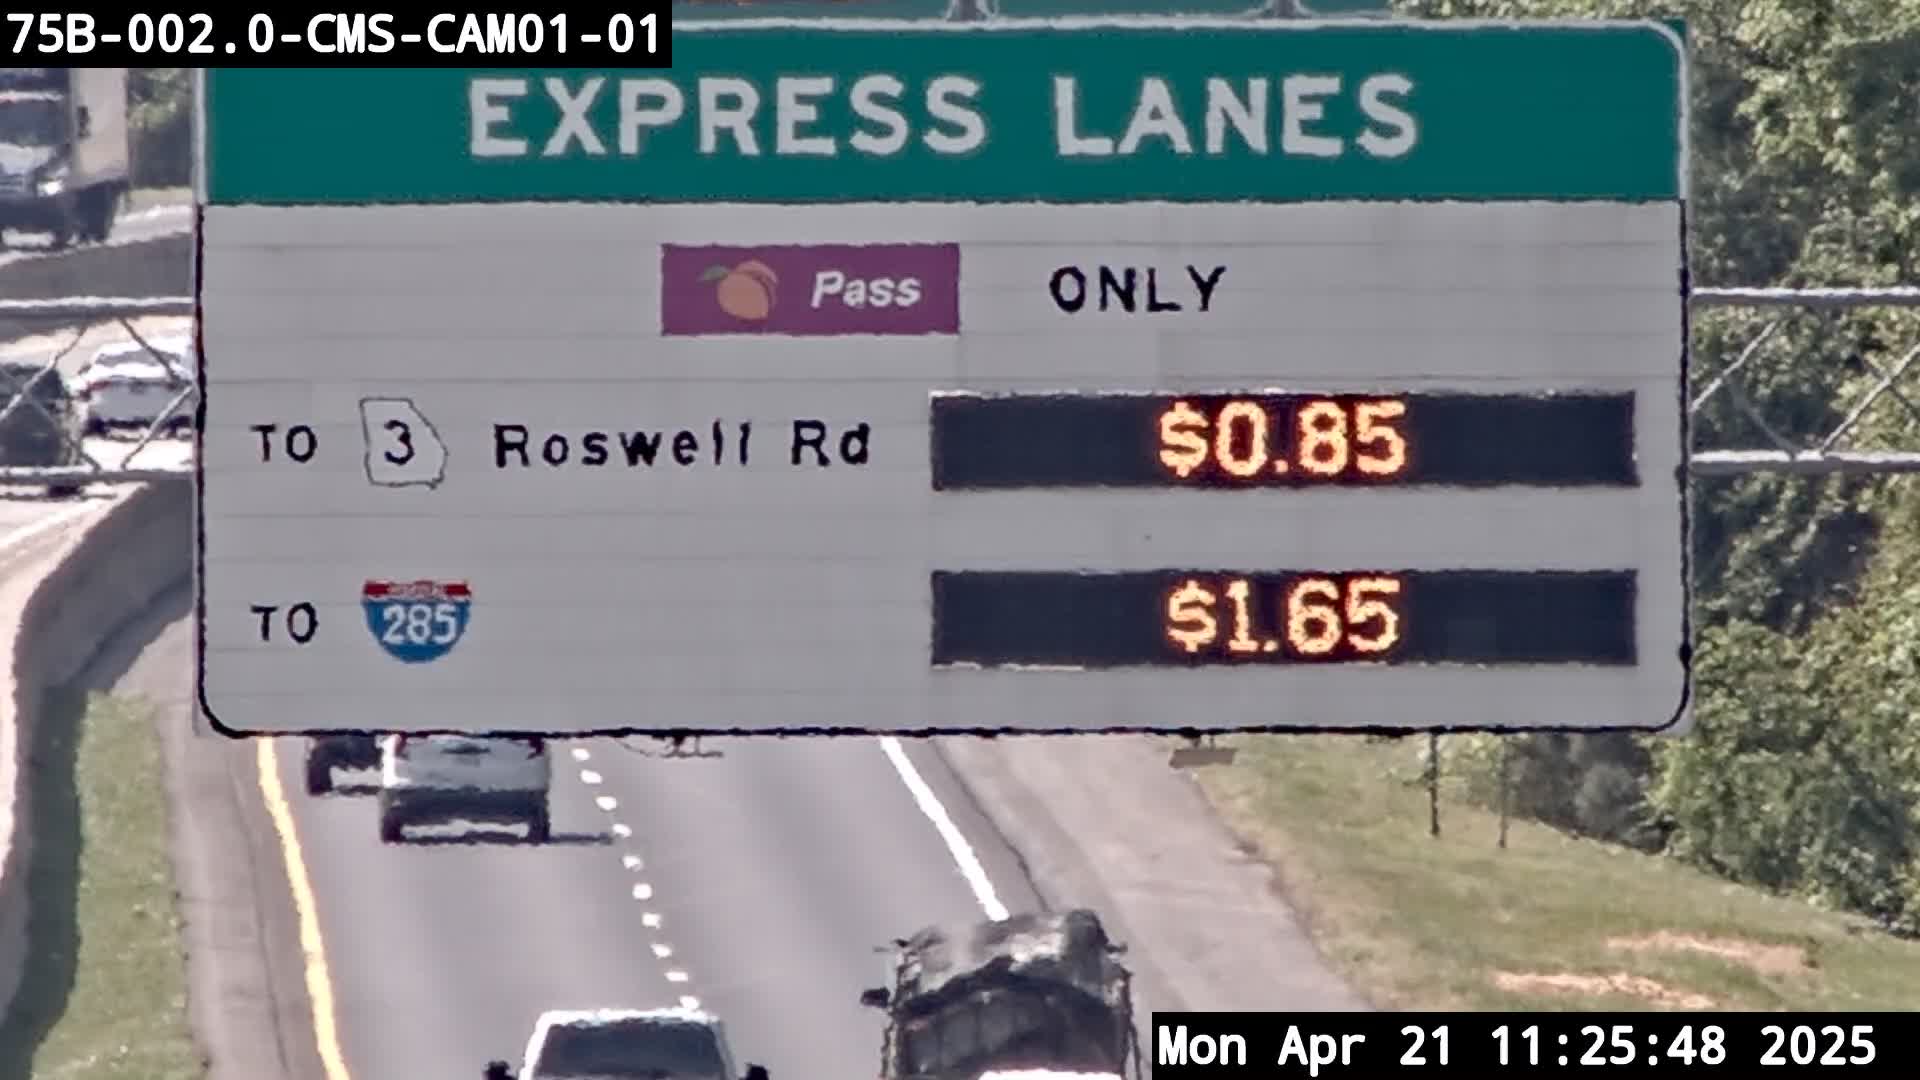 75B-002.0-CMS-CAM01-01
EXPRESS LANES
Pass ONLY
TO 3 Roswell Rd $0.85
TO 285 $1.65
Mon Apr 21 11:25:48 2025